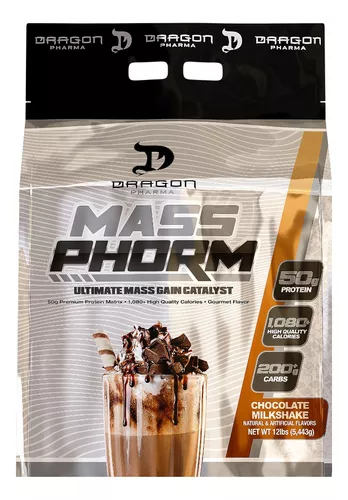 DRAGON PHARMA DRAGON PHARMA DRAGON PHARMA
DRAGON
PHARMA
MASS
PHORM
ULTIMATE MASS GAIN CATALYST
50g Premium Protein Matrix • 1,080+ High Quality Calories • Gourmet Flavor
50g
PROTEIN
1,080+
HIGH QUALITY
CALORIES
200+g
CARBS
CHOCOLATE
MILKSHAKE
NATURAL & ARTIFICIAL FLAVORS
NET WT 12lbs (5,443g)